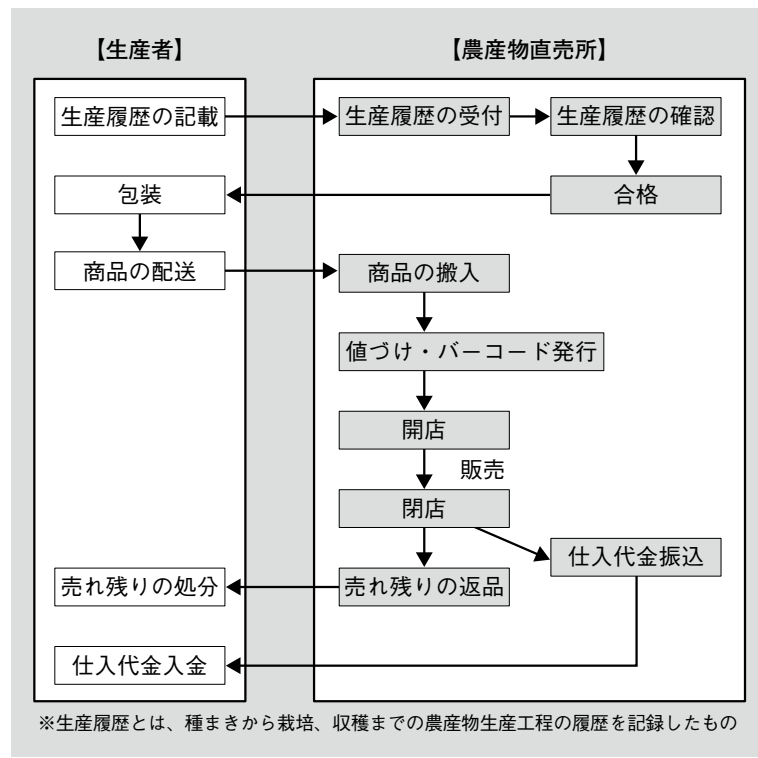 【生産者】
【農産物直売所】
生産履歴の記載
生産履歴の受付
生産履歴の確認
包装
合格
商品の配送
商品の搬入
値づけ・バーコード発行
開店
販売
閉店
仕入代金振込
売れ残りの処分
売れ残りの返品
仕入代金入金
※生産履歴とは、種まきから栽培、収穫までの農産物生産工程の履歴を記録したもの